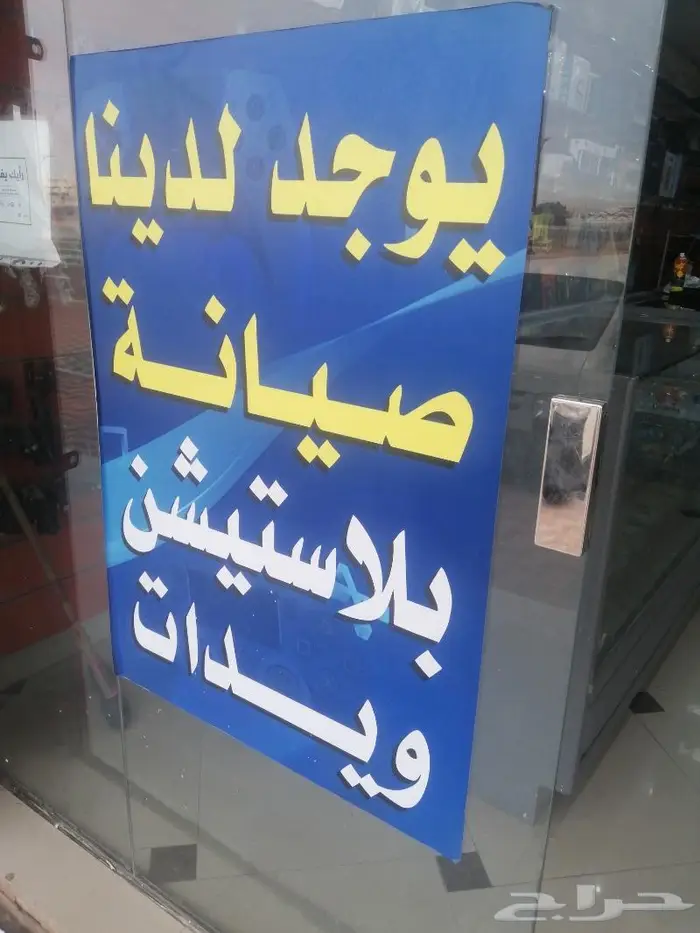 يوجد لدينا
صيانة
بلاستيشن
ويدات
حراج